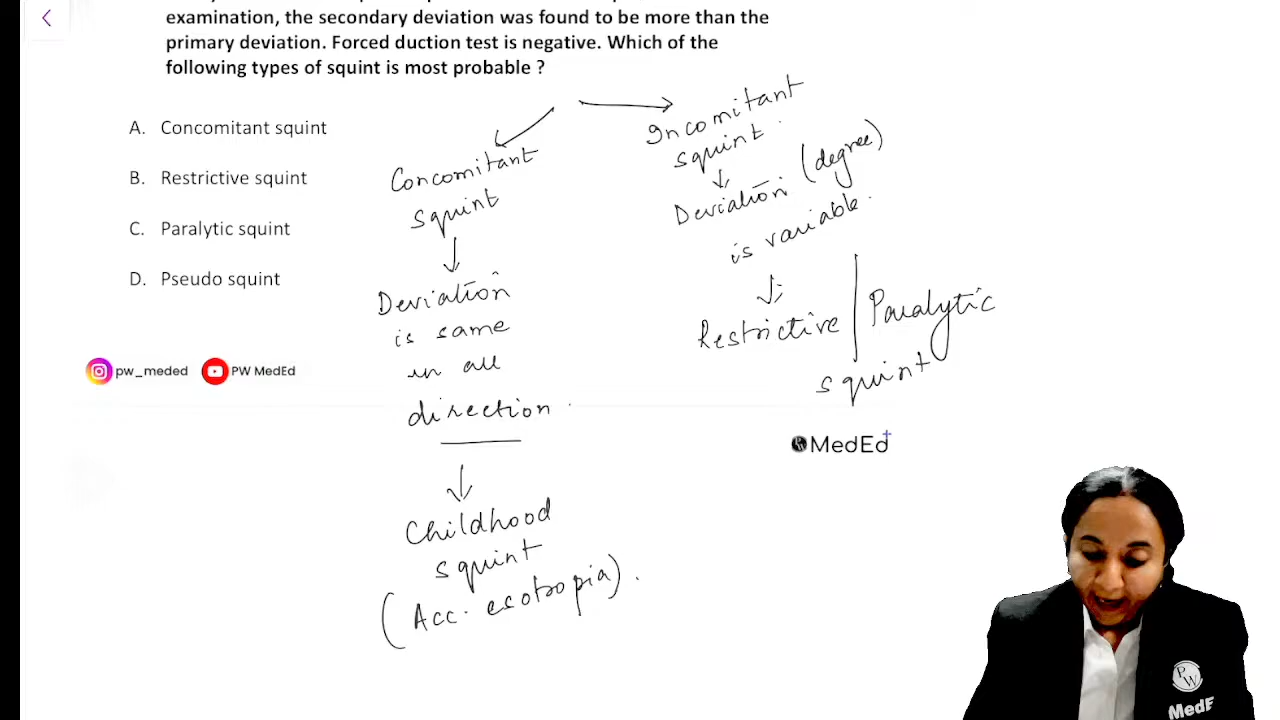 examination, the secondary deviation was found to be more than the
primary deviation. Forced duction test is negative. Which of the
following types of squint is most probable ?
A. Concomitant squint
B. Restrictive squint
C. Paralytic squint
D. Pseudo squint
pw_meded
PW MedEd
Concomitant
squint
Deviation
is same
in all
direction.
Childhood
squint
(Acc. esotropia).
Incomitant
squint.
Deviation (degree)
is variable.
Restrictive | Paralytic
squint
MedEd
PW
MedE